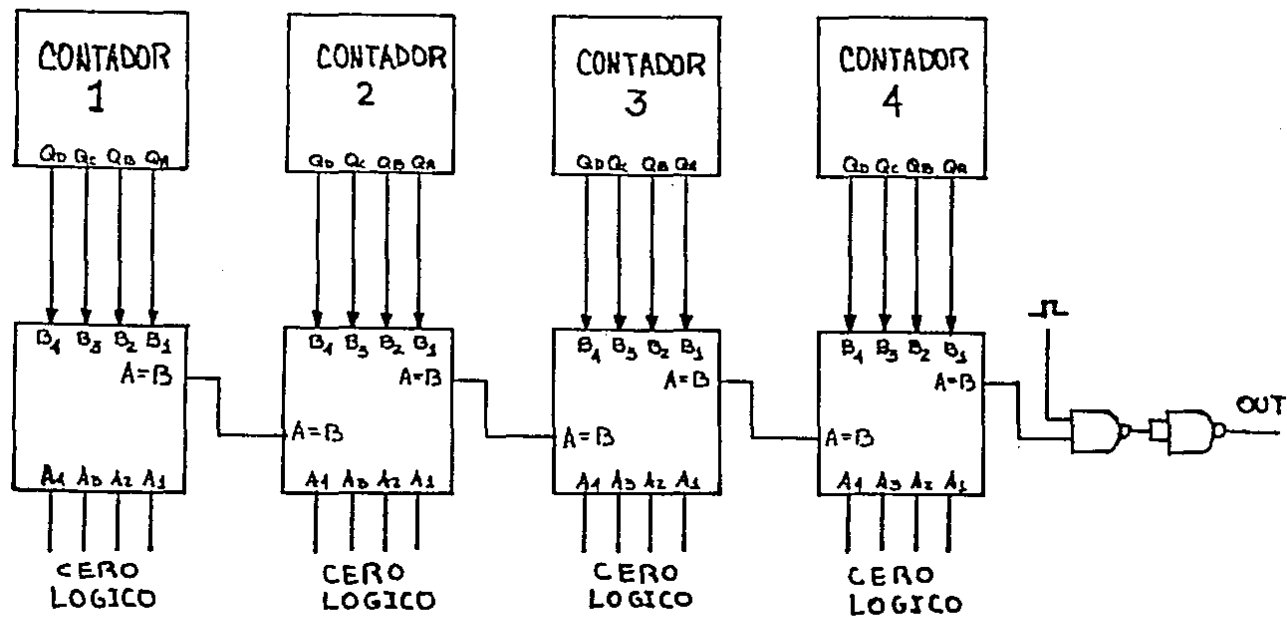 CONTADOR
1
CONTADOR
2
CONTADOR
3
CONTADOR
4
QD QC QB QA
QD QC QB QA
QD QC QB QA
QD QC QB QA
B4 B3 B2 B1
B4 B3 B2 B1
B4 B3 B2 B1
B4 B3 B2 B1
A=B
A=B
A=B
A=B
OUT
A=B
A=B
A=B
A4 A3 A2 A1
A4 A3 A2 A1
A4 A3 A2 A1
A4 A3 A2 A1
CERO
LOGICO
CERO
LOGICO
CERO
LOGICO
CERO
LOGICO